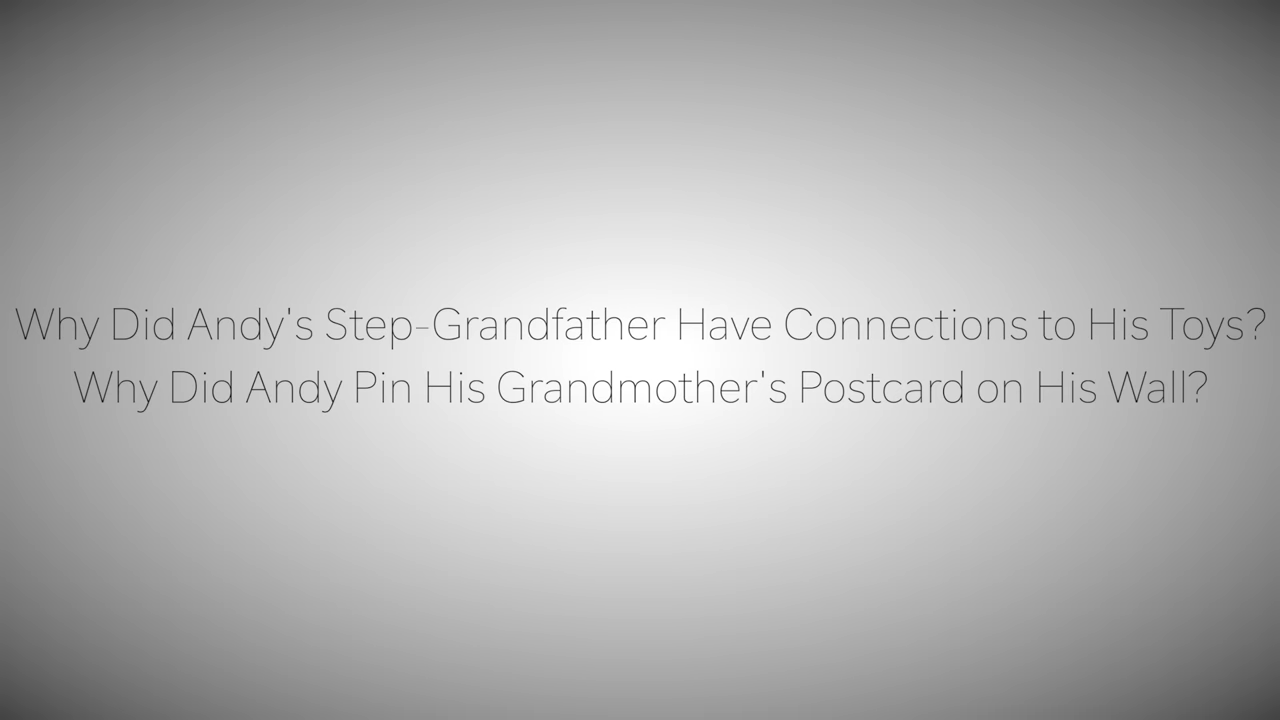 Why Did Andy's Step-Grandfather Have Connections to His Toys?
Why Did Andy Pin His Grandmother's Postcard on His Wall?